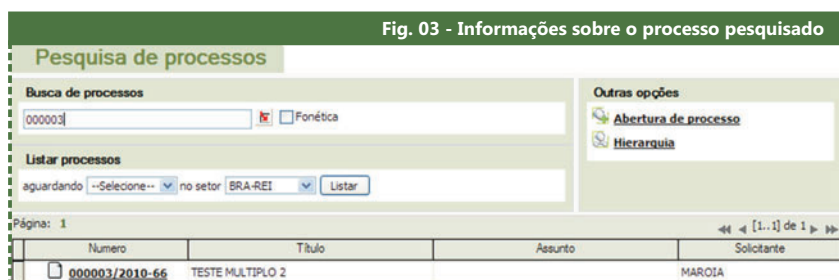 Fig. 03 - Informações sobre o processo pesquisado
Pesquisa de processos
Busca de processos
000003
Fonética
Listar processos
aguardando --Selecione-- no setor BRA-REI Listar
Outras opções
Abertura de processo
Hierarquia
Página: 1
[1..1] de 1
Numero Título Assunto Solicitante
000003/2010-66 TESTE MULTIPLO 2 MAROIA